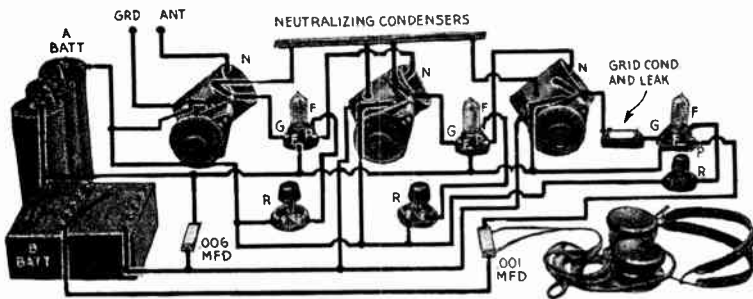 GRD ANT
NEUTRALIZING CONDENSERS
A
BATT
N
N
N
GRID COND
AND LEAK
F
F
F
G
P
G
P
G
P
R
R
R
B
BATT
.006
MFD
.001
MFD